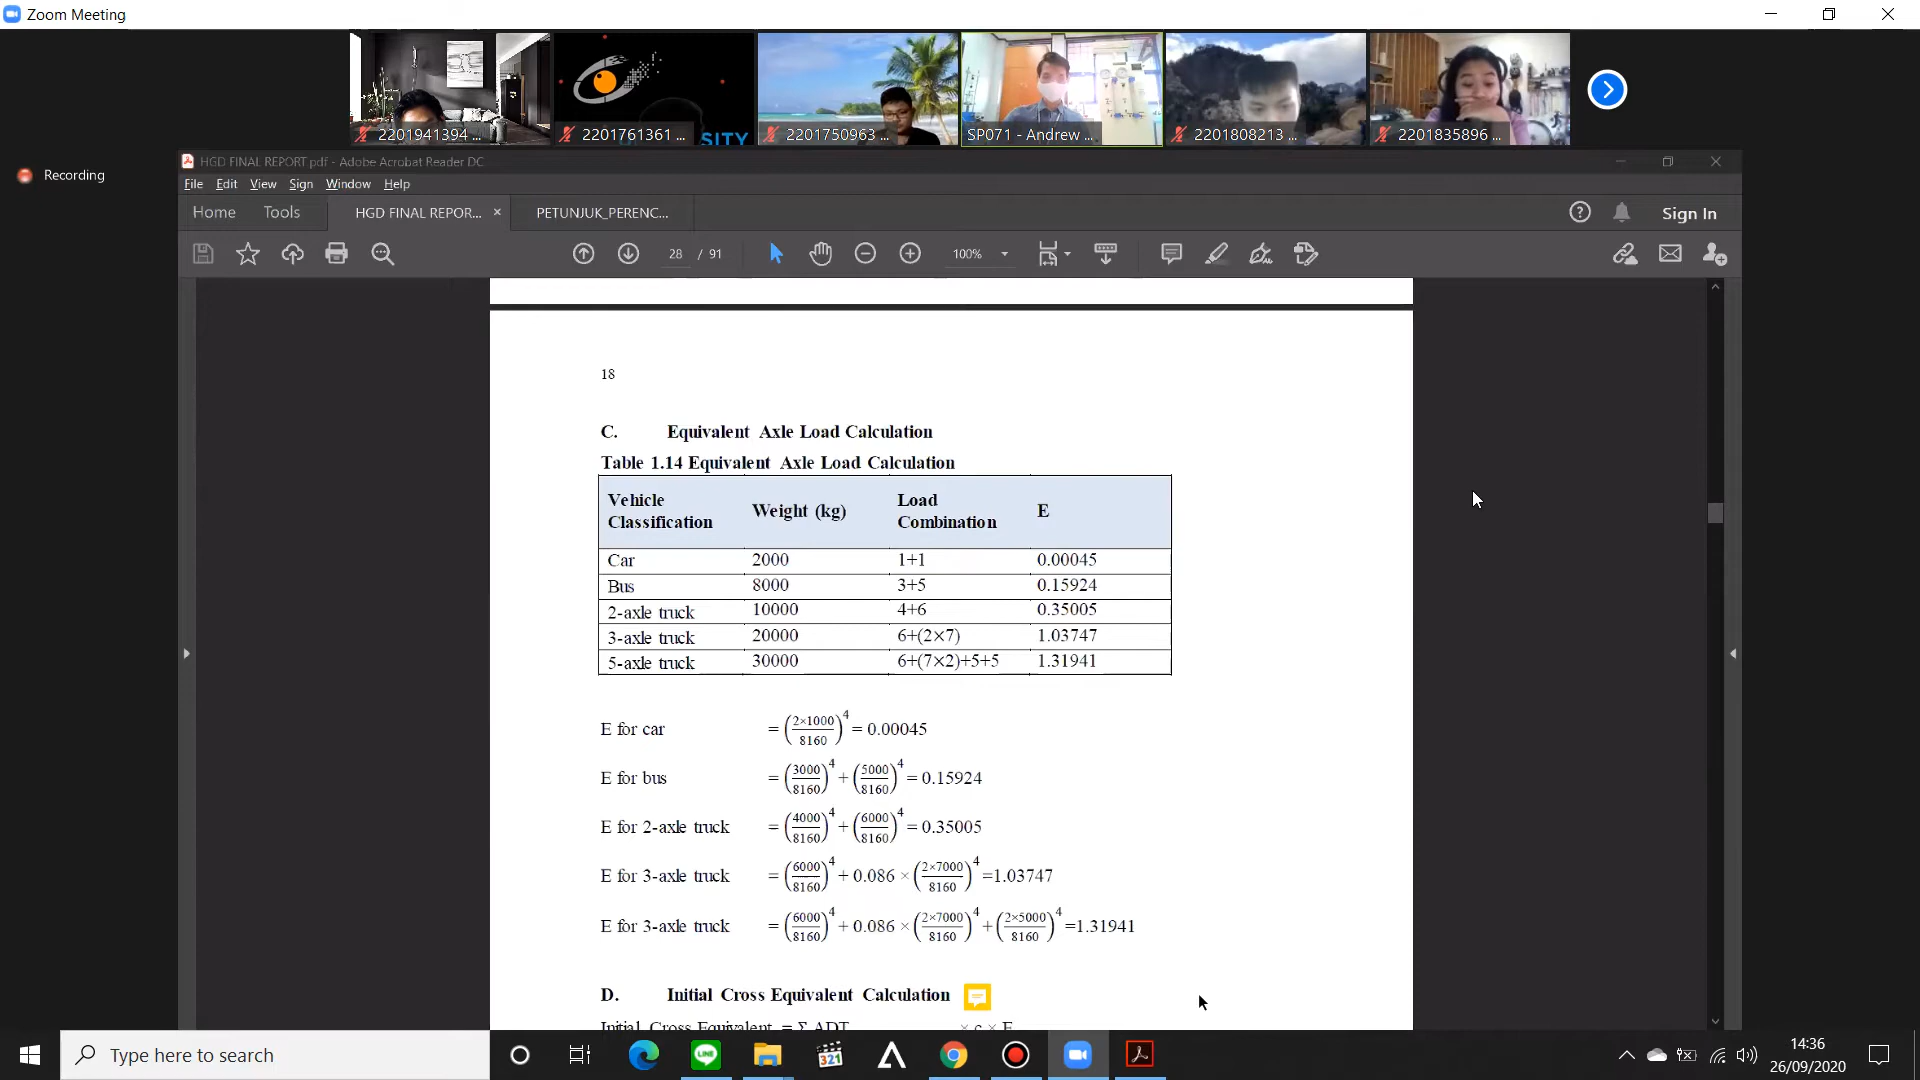 Zoom Meeting
2201941394 ...
2201761361 ...
SITY
2201750963 ...
SP071 - Andrew ...
2201808213 ...
2201835896 ...
Recording
HGD FINAL REPORT.pdf - Adobe Acrobat Reader DC
File Edit View Sign Window Help
Home Tools HGD FINAL REPOR... × PETUNJUK_PERENC... Sign In
28 / 91 100%
18
C. Equivalent Axle Load Calculation
Table 1.14 Equivalent Axle Load Calculation
Vehicle Classification Weight (kg) Load Combination E
Car 2000 1+1 0.00045
Bus 8000 3+5 0.15924
2-axle truck 10000 4+6 0.35005
3-axle truck 20000 6+(2×7) 1.03747
5-axle truck 30000 6+(7×2)+5+5 1.31941
E for car = (2×1000/8160)^4 = 0.00045
E for bus = (3000/8160)^4 + (5000/8160)^4 = 0.15924
E for 2-axle truck = (4000/8160)^4 + (6000/8160)^4 = 0.35005
E for 3-axle truck = (6000/8160)^4 + 0.086 × (2×7000/8160)^4 =1.03747
E for 3-axle truck = (6000/8160)^4 + 0.086 × (2×7000/8160)^4 + (2×5000/8160)^4 =1.31941
D. Initial Cross Equivalent Calculation
Initial Cross Equivalent = Σ ADT × c × E
Type here to search
321
14:36
26/09/2020